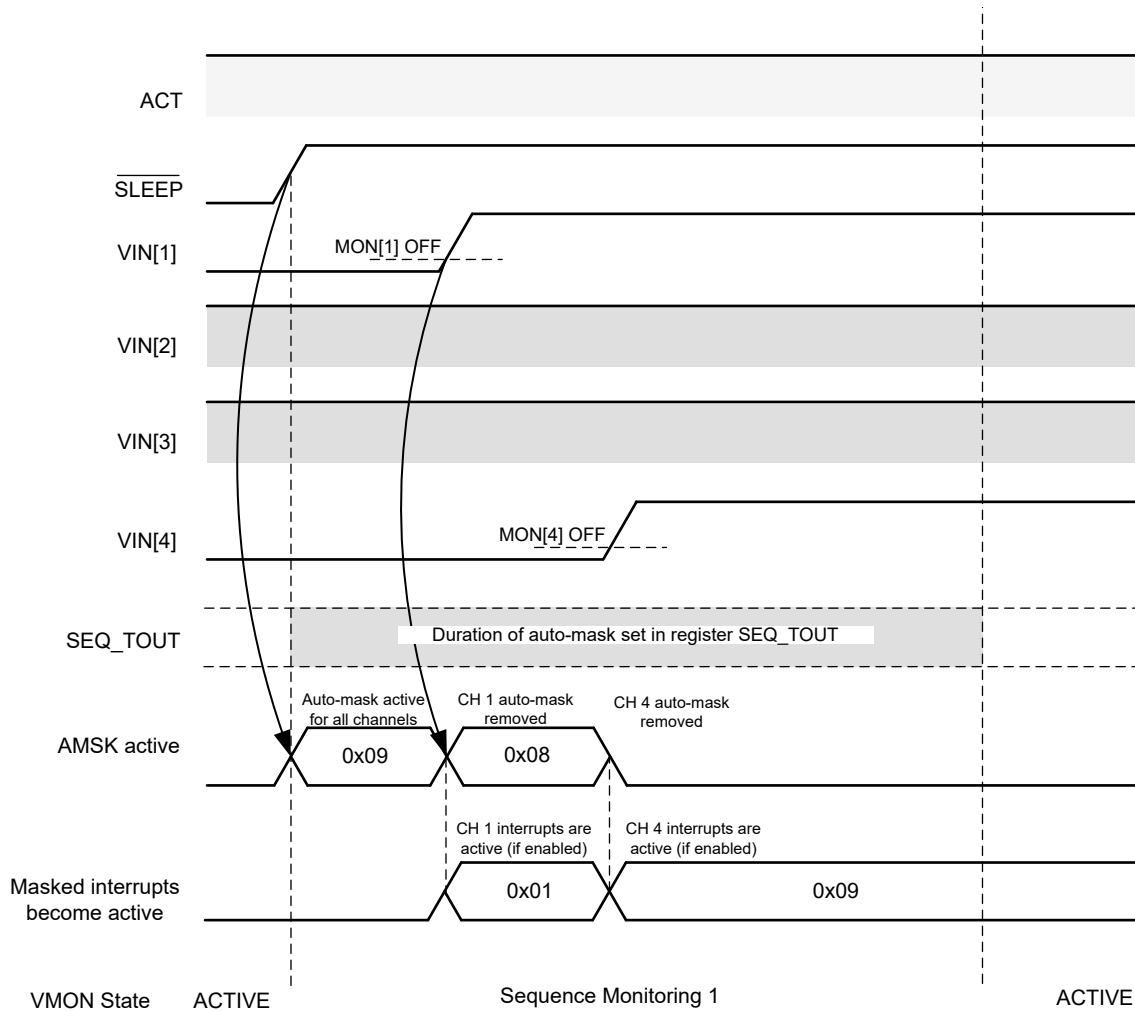 ACT
SLEEP
MON[1] OFF
VIN[1]
VIN[2]
VIN[3]
MON[4] OFF
VIN[4]
SEQ_TOUT
Duration of auto-mask set in register SEQ_TOUT
Auto-mask active
for all channels
CH 1 auto-mask
removed
CH 4 auto-mask
removed
AMSK active
0x09
0x08
CH 1 interrupts are
active (if enabled)
CH 4 interrupts are
active (if enabled)
Masked interrupts
become active
0x01
0x09
VMON State
ACTIVE
Sequence Monitoring 1
ACTIVE